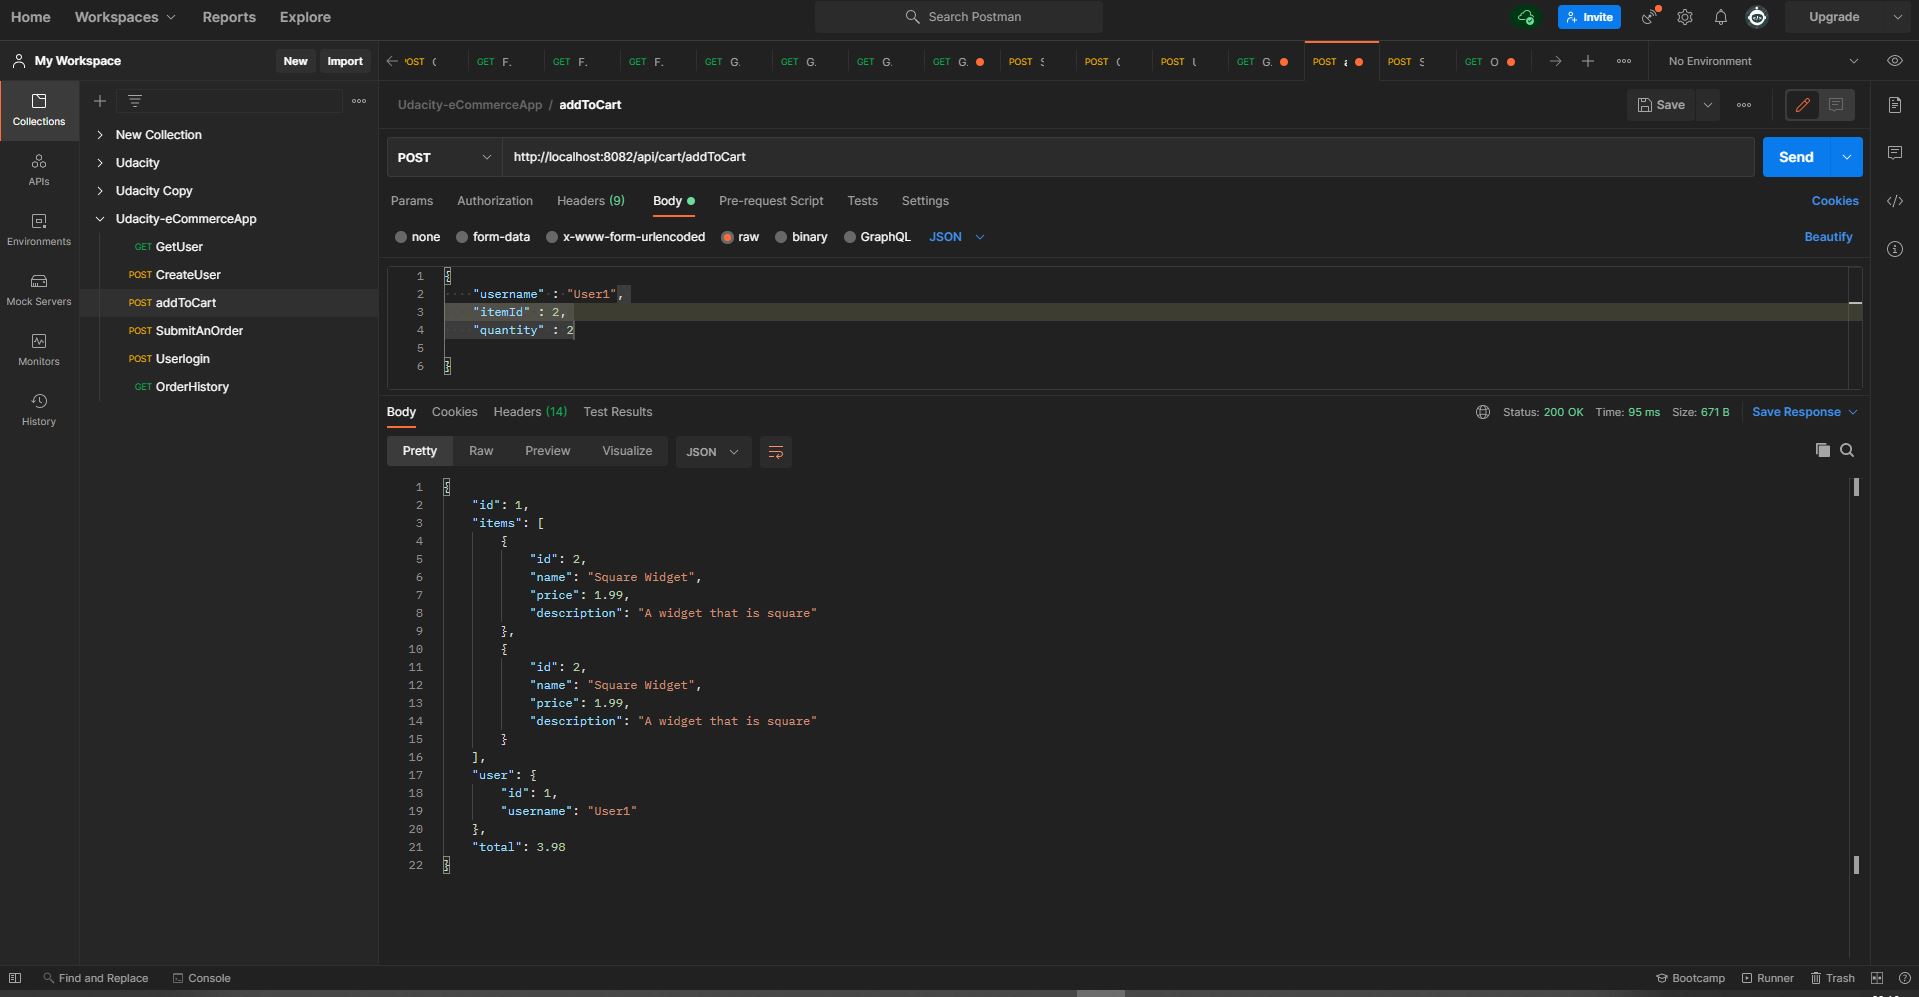 Home Workspaces Reports Explore Search Postman Invite Upgrade
My Workspace New Import
POST GET F. GET F. GET F. GET G. GET G. GET G. GET G. POST POST POST GET G. POST POST GET O No Environment
Collections
APIs
Environments
Mock Servers
Monitors
History
New Collection
Udacity
Udacity Copy
Udacity-eCommerceApp
GET GetUser
POST CreateUser
POST addToCart
POST SubmitAnOrder
POST Userlogin
GET OrderHistory
Udacity-eCommerceApp / addToCart Save
POST http://localhost:8082/api/cart/addToCart Send
Params Authorization Headers (9) Body Pre-request Script Tests Settings Cookies
none form-data x-www-form-urlencoded raw binary GraphQL JSON Beautify
1 {
2 "username" : "User1",
3 "itemId" : 2,
4 "quantity" : 2
5
6 }
Body Cookies Headers (14) Test Results Status: 200 OK Time: 95 ms Size: 671 B Save Response
Pretty Raw Preview Visualize JSON
1 {
2 "id": 1,
3 "items": [
4 {
5 "id": 2,
6 "name": "Square Widget",
7 "price": 1.99,
8 "description": "A widget that is square"
9 },
10 {
11 "id": 2,
12 "name": "Square Widget",
13 "price": 1.99,
14 "description": "A widget that is square"
15 }
16 ],
17 "user": {
18 "id": 1,
19 "username": "User1"
20 },
21 "total": 3.98
22 }
Find and Replace Console Bootcamp Runner Trash